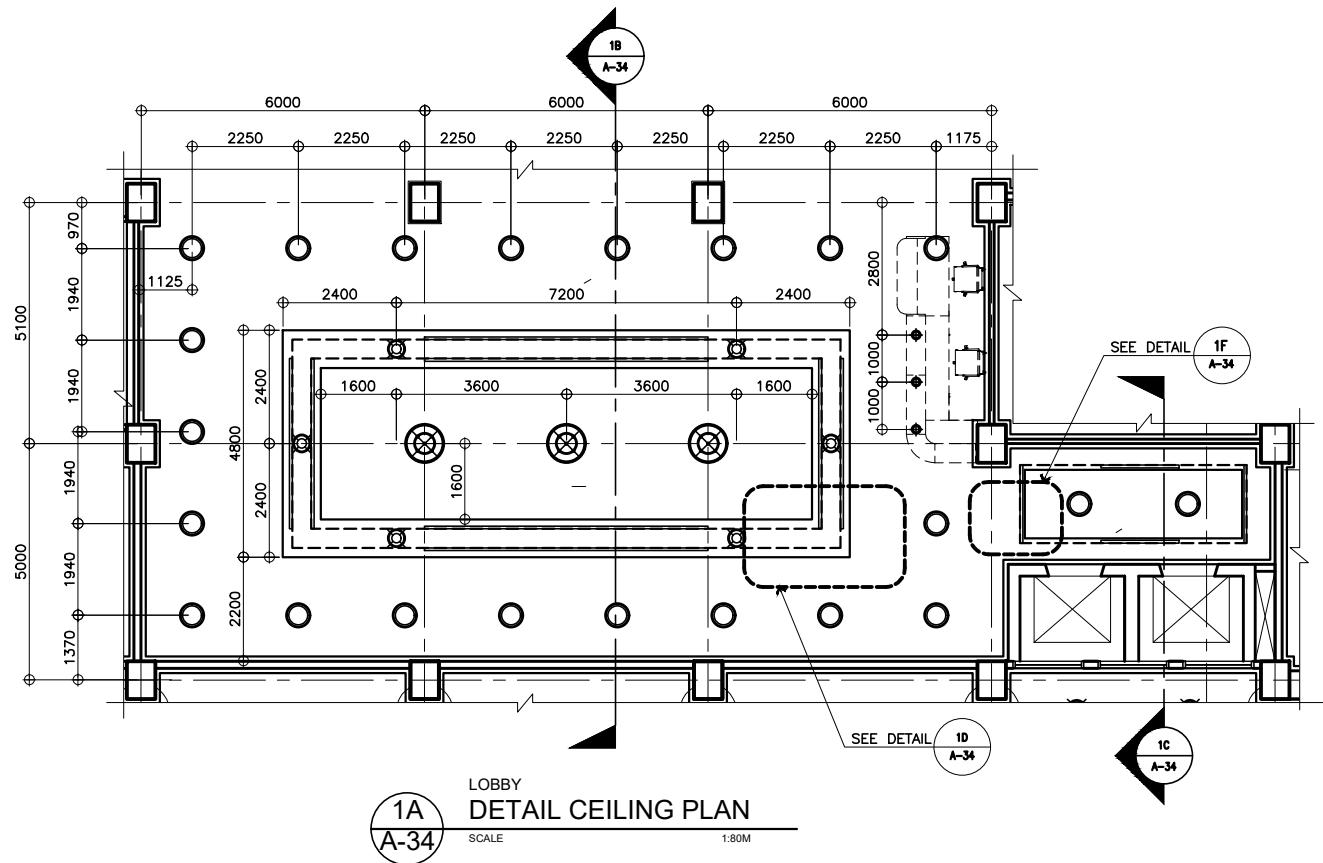 1B
A-34
6000 6000 6000
2250 2250 2250 2250 2250 2250 2250 1175
970
1125
1940
5100
2800
2400 7200 2400
SEE DETAIL 1F
A-34
1940
2400
1000
1600 3600 3600 1600
1000
4800
1940
1600
2400
5000
1940
2200
1370
SEE DETAIL 1D
A-34
1C
A-34
LOBBY
1A DETAIL CEILING PLAN
A-34 SCALE 1:80M